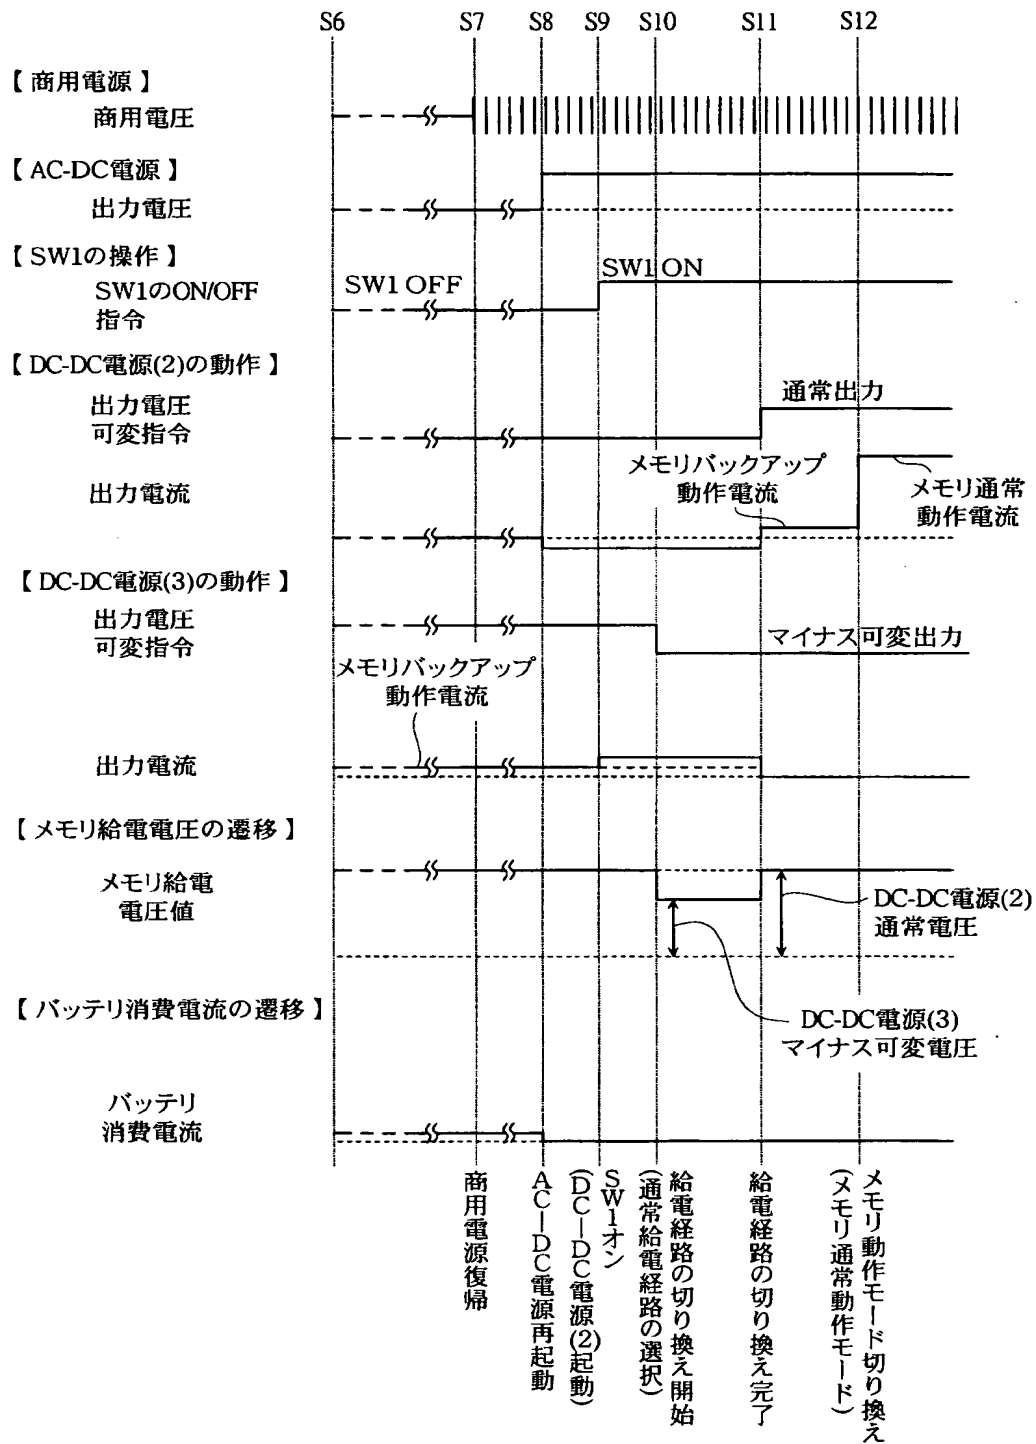 S6 S7 S8 S9 S10 S11 S12
【 商用電源 】
商用電圧
【 AC-DC電源 】
出力電圧
【 SW1の操作 】
SW1のON/OFF
指令
SW1 OFF
SW1 ON
【 DC-DC電源(2)の動作 】
出力電圧
可変指令
通常出力
出力電流
メモリバックアップ
動作電流
メモリ通常
動作電流
【 DC-DC電源(3)の動作 】
出力電圧
可変指令
マイナス可変出力
メモリバックアップ
動作電流
出力電流
【 メモリ給電電圧の遷移 】
メモリ給電
電圧値
DC-DC電源(2)
通常電圧
DC-DC電源(3)
マイナス可変電圧
【 バッテリ消費電流の遷移 】
バッテリ
消費電流
商用電源復帰
AC―DC電源再起動
SW1オン
(DC―DC電源(2)起動)
給電経路の切り換え開始
(通常給電経路の選択)
給電経路の切り換え完了
メモリ動作モード切り換え
(メモリ通常動作モード)